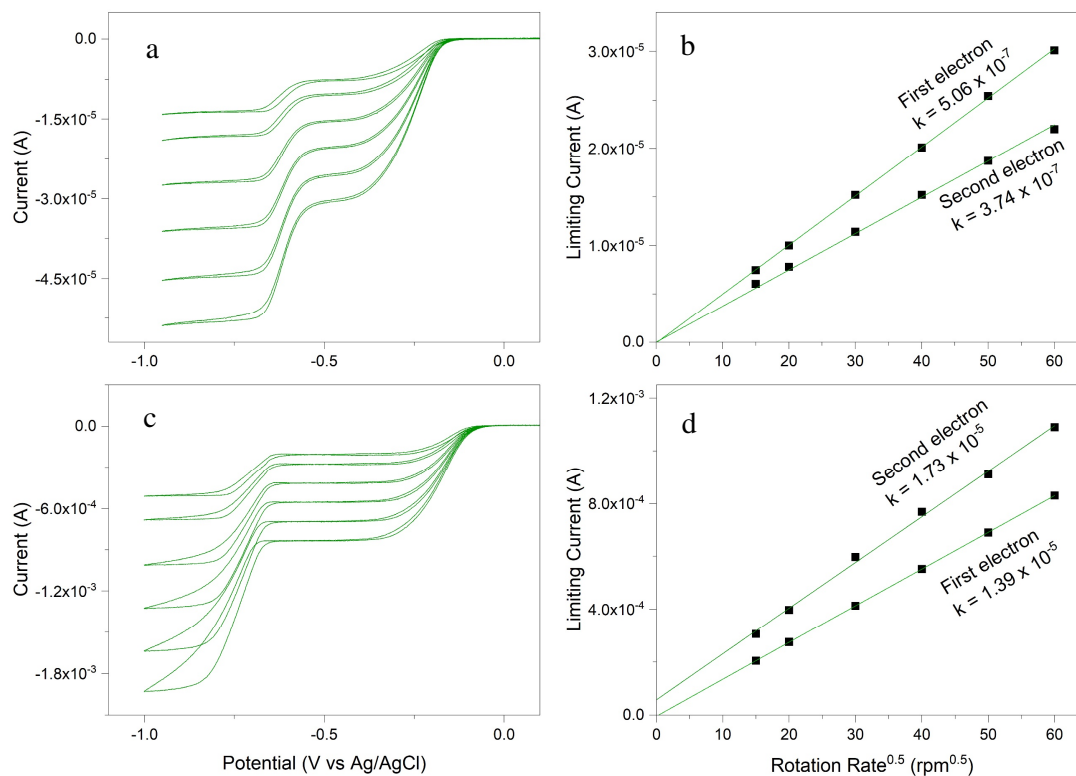 a
0.0
-1.5x10⁻⁵
-3.0x10⁻⁵
-4.5x10⁻⁵
Current (A)
-1.0
-0.5
0.0
b
3.0x10⁻⁵
2.0x10⁻⁵
1.0x10⁻⁵
0.0
Limiting Current (A)
First electron
k = 5.06 x 10⁻⁷
Second electron
k = 3.74 x 10⁻⁷
0
10
20
30
40
50
60
c
0.0
-6.0x10⁻⁴
-1.2x10⁻³
-1.8x10⁻³
Current (A)
-1.0
-0.5
0.0
Potential (V vs Ag/AgCl)
d
1.2x10⁻³
8.0x10⁻⁴
4.0x10⁻⁴
0.0
Limiting Current (A)
Second electron
k = 1.73 x 10⁻⁵
First electron
k = 1.39 x 10⁻⁵
0
10
20
30
40
50
60
Rotation Rate⁰·⁵ (rpm⁰·⁵)